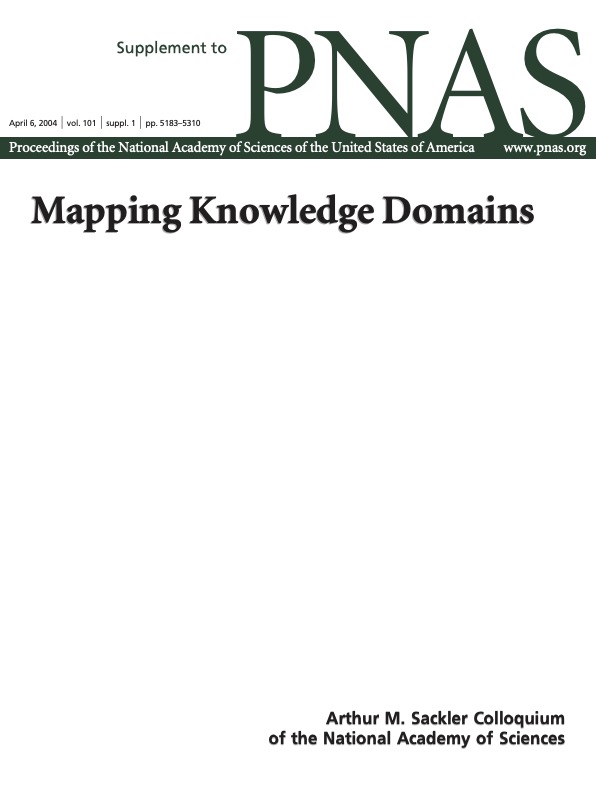 Supplement to PNAS
April 6, 2004 | vol. 101 | suppl. 1 | pp. 5183–5310
Proceedings of the National Academy of Sciences of the United States of America www.pnas.org
Mapping Knowledge Domains
Arthur M. Sackler Colloquium
of the National Academy of Sciences